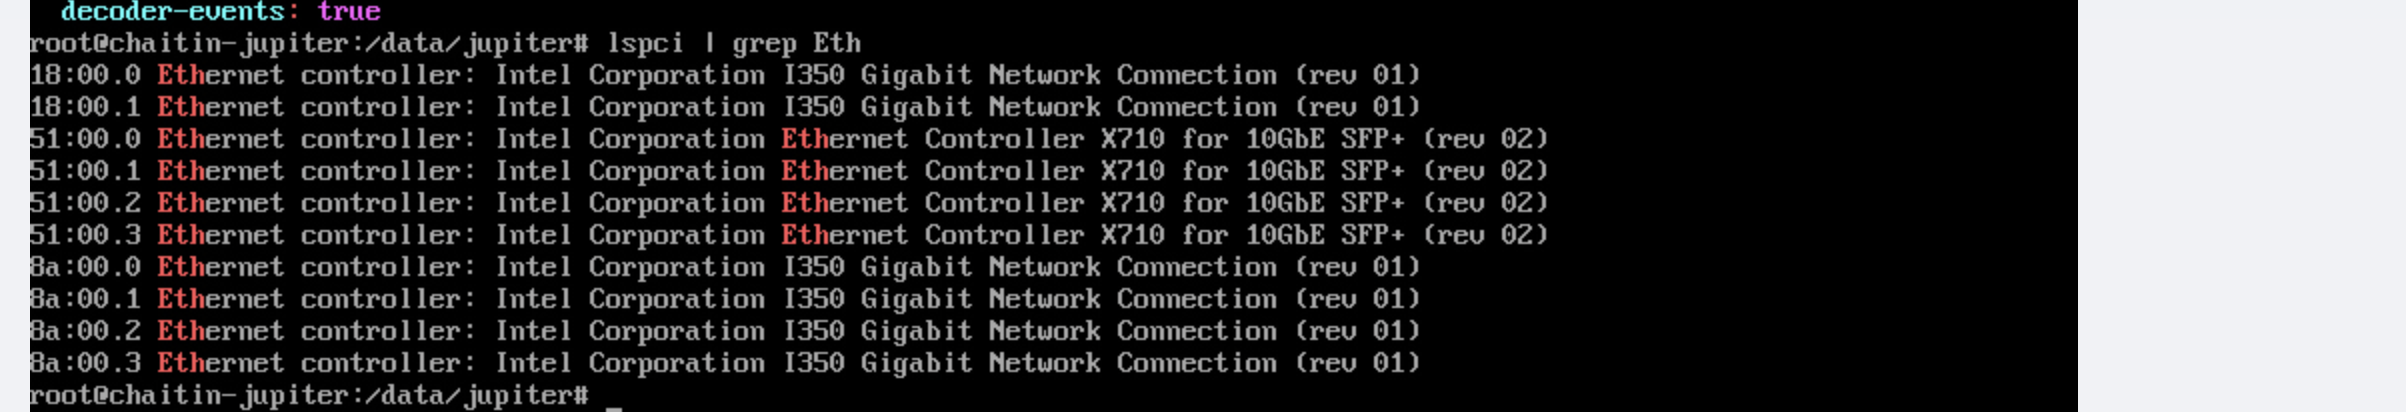 decoder-events: true
root@chaitin-jupiter:/data/jupiter# lspci | grep Eth
18:00.0 Ethernet controller: Intel Corporation I350 Gigabit Network Connection (rev 01)
18:00.1 Ethernet controller: Intel Corporation I350 Gigabit Network Connection (rev 01)
51:00.0 Ethernet controller: Intel Corporation Ethernet Controller X710 for 10GbE SFP+ (rev 02)
51:00.1 Ethernet controller: Intel Corporation Ethernet Controller X710 for 10GbE SFP+ (rev 02)
51:00.2 Ethernet controller: Intel Corporation Ethernet Controller X710 for 10GbE SFP+ (rev 02)
51:00.3 Ethernet controller: Intel Corporation Ethernet Controller X710 for 10GbE SFP+ (rev 02)
8a:00.0 Ethernet controller: Intel Corporation I350 Gigabit Network Connection (rev 01)
8a:00.1 Ethernet controller: Intel Corporation I350 Gigabit Network Connection (rev 01)
8a:00.2 Ethernet controller: Intel Corporation I350 Gigabit Network Connection (rev 01)
8a:00.3 Ethernet controller: Intel Corporation I350 Gigabit Network Connection (rev 01)
root@chaitin-jupiter:/data/jupiter# _